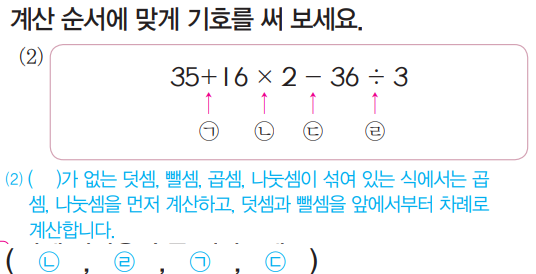 계산 순서에 맞게 기호를 써 보세요.
(2)
35+16 × 2 − 36 ÷ 3
㉠ ㉡ ㉢ ㉣
(2) ( )가 없는 덧셈, 뺄셈, 곱셈, 나눗셈이 섞여 있는 식에서는 곱
셈, 나눗셈을 먼저 계산하고, 덧셈과 뺄셈을 앞에서부터 차례로
계산합니다.
( ㉡ , ㉣ , ㉠ , ㉢ )